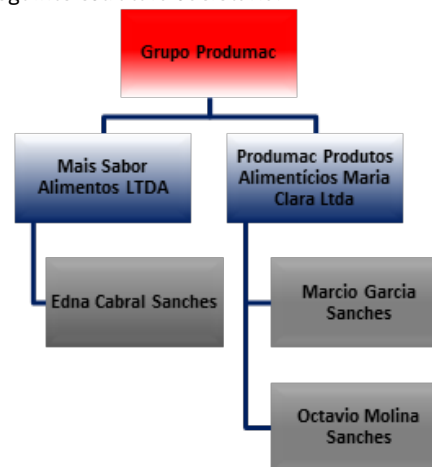 Grupo Produmac
Mais Sabor
Alimentos LTDA
Produmac Produtos
Alimentícios Maria
Clara Ltda
Edna Cabral Sanches
Marcio Garcia
Sanches
Octavio Molina
Sanches